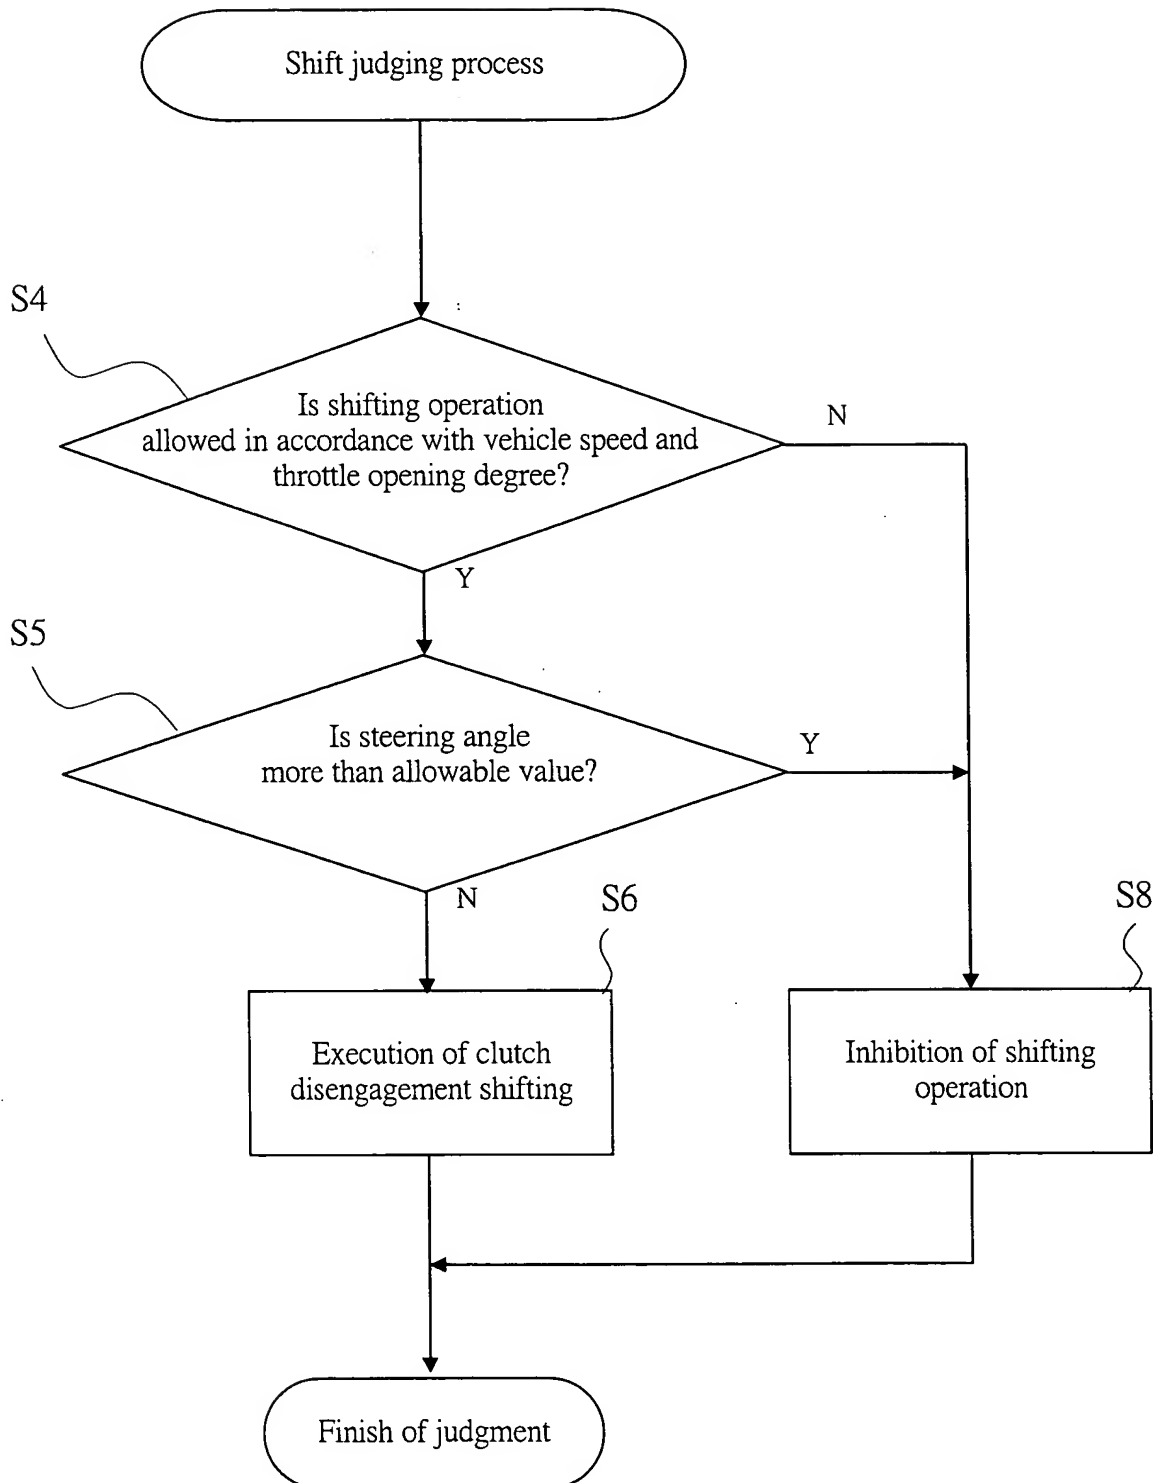 Shift judging process
S4
Is shifting operation
allowed in accordance with vehicle speed and
throttle opening degree?
N
Y
S5
Is steering angle
more than allowable value?
Y
N
S6
S8
Execution of clutch
disengagement shifting
Inhibition of shifting
operation
Finish of judgment